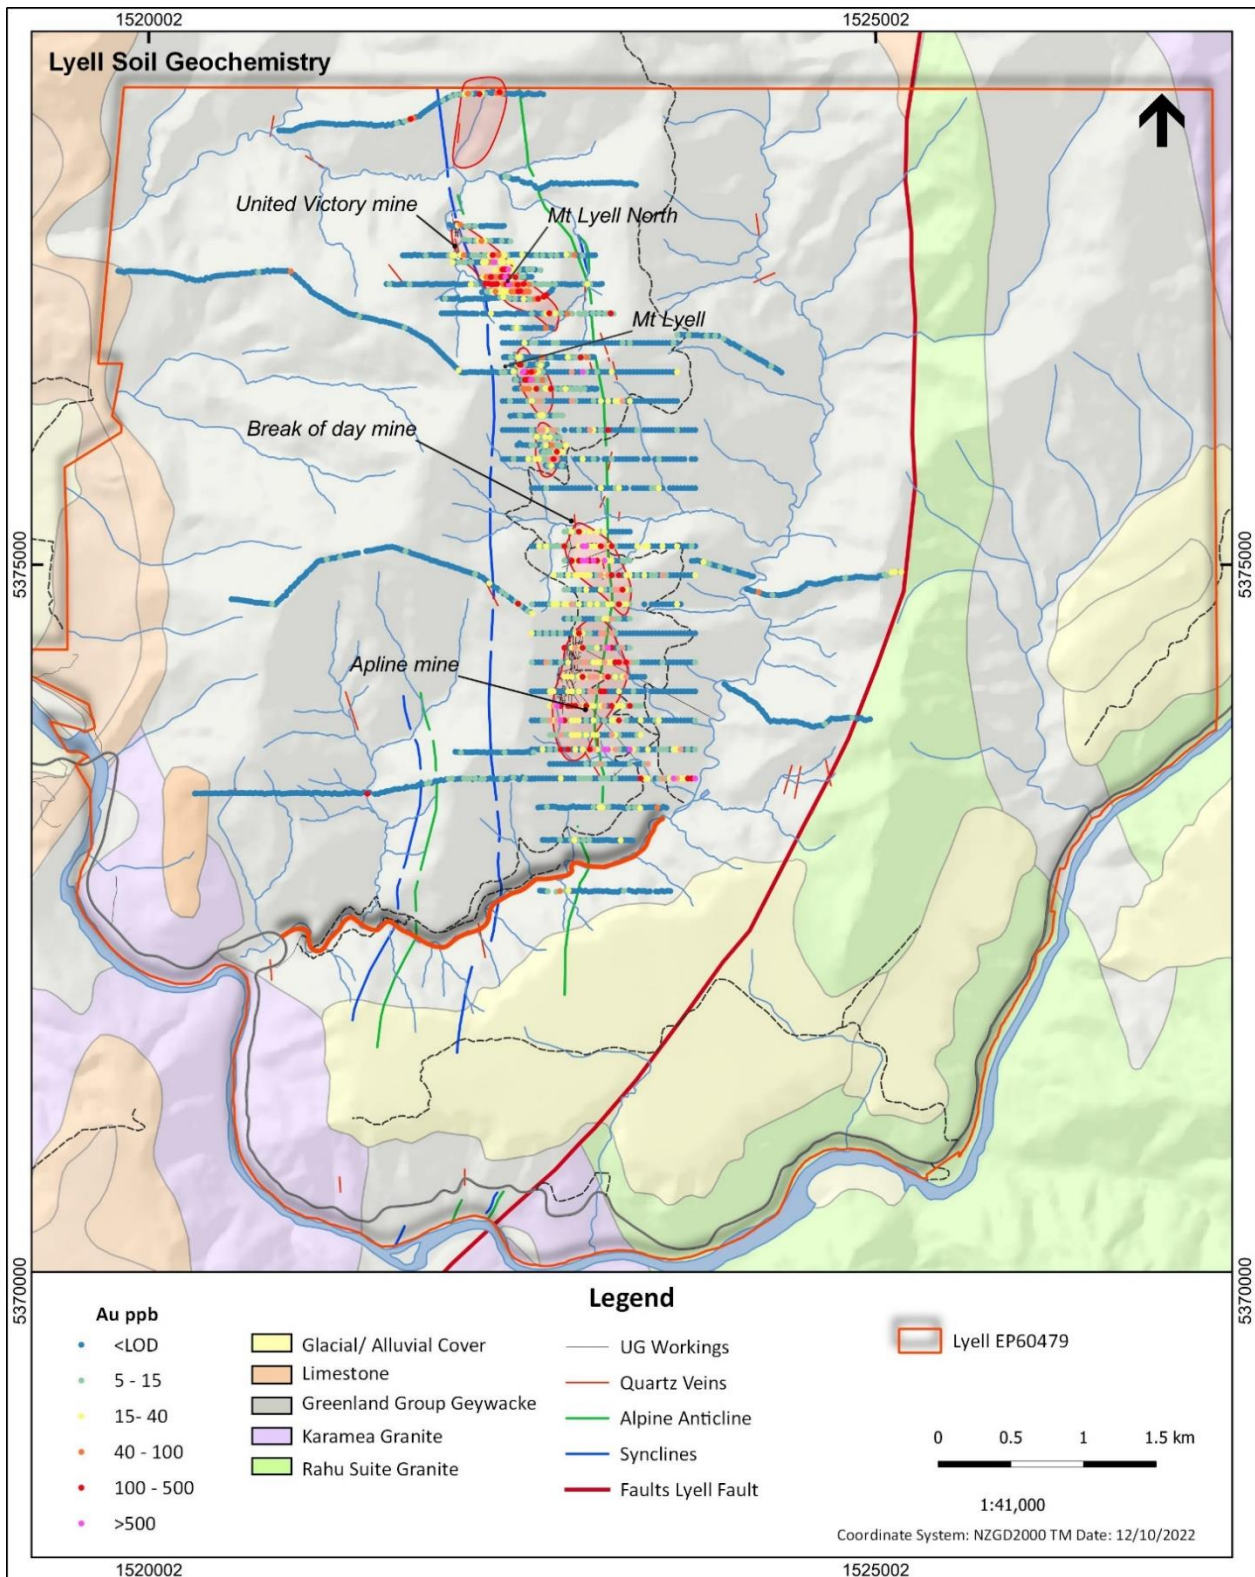 1520002
1525002
Lyell Soil Geochemistry
United Victory mine
Mt Lyell North
Mt Lyell
Break of day mine
5375000
5375000
Apline mine
5370000
5370000
Legend
Au ppb
<LOD
5 - 15
15- 40
40 - 100
100 - 500
>500
Glacial/ Alluvial Cover
Limestone
Greenland Group Geywacke
Karamea Granite
Rahu Suite Granite
UG Workings
Quartz Veins
Alpine Anticline
Synclines
Faults Lyell Fault
Lyell EP60479
0 0.5 1 1.5 km
1:41,000
Coordinate System: NZGD2000 TM Date: 12/10/2022
1520002
1525002